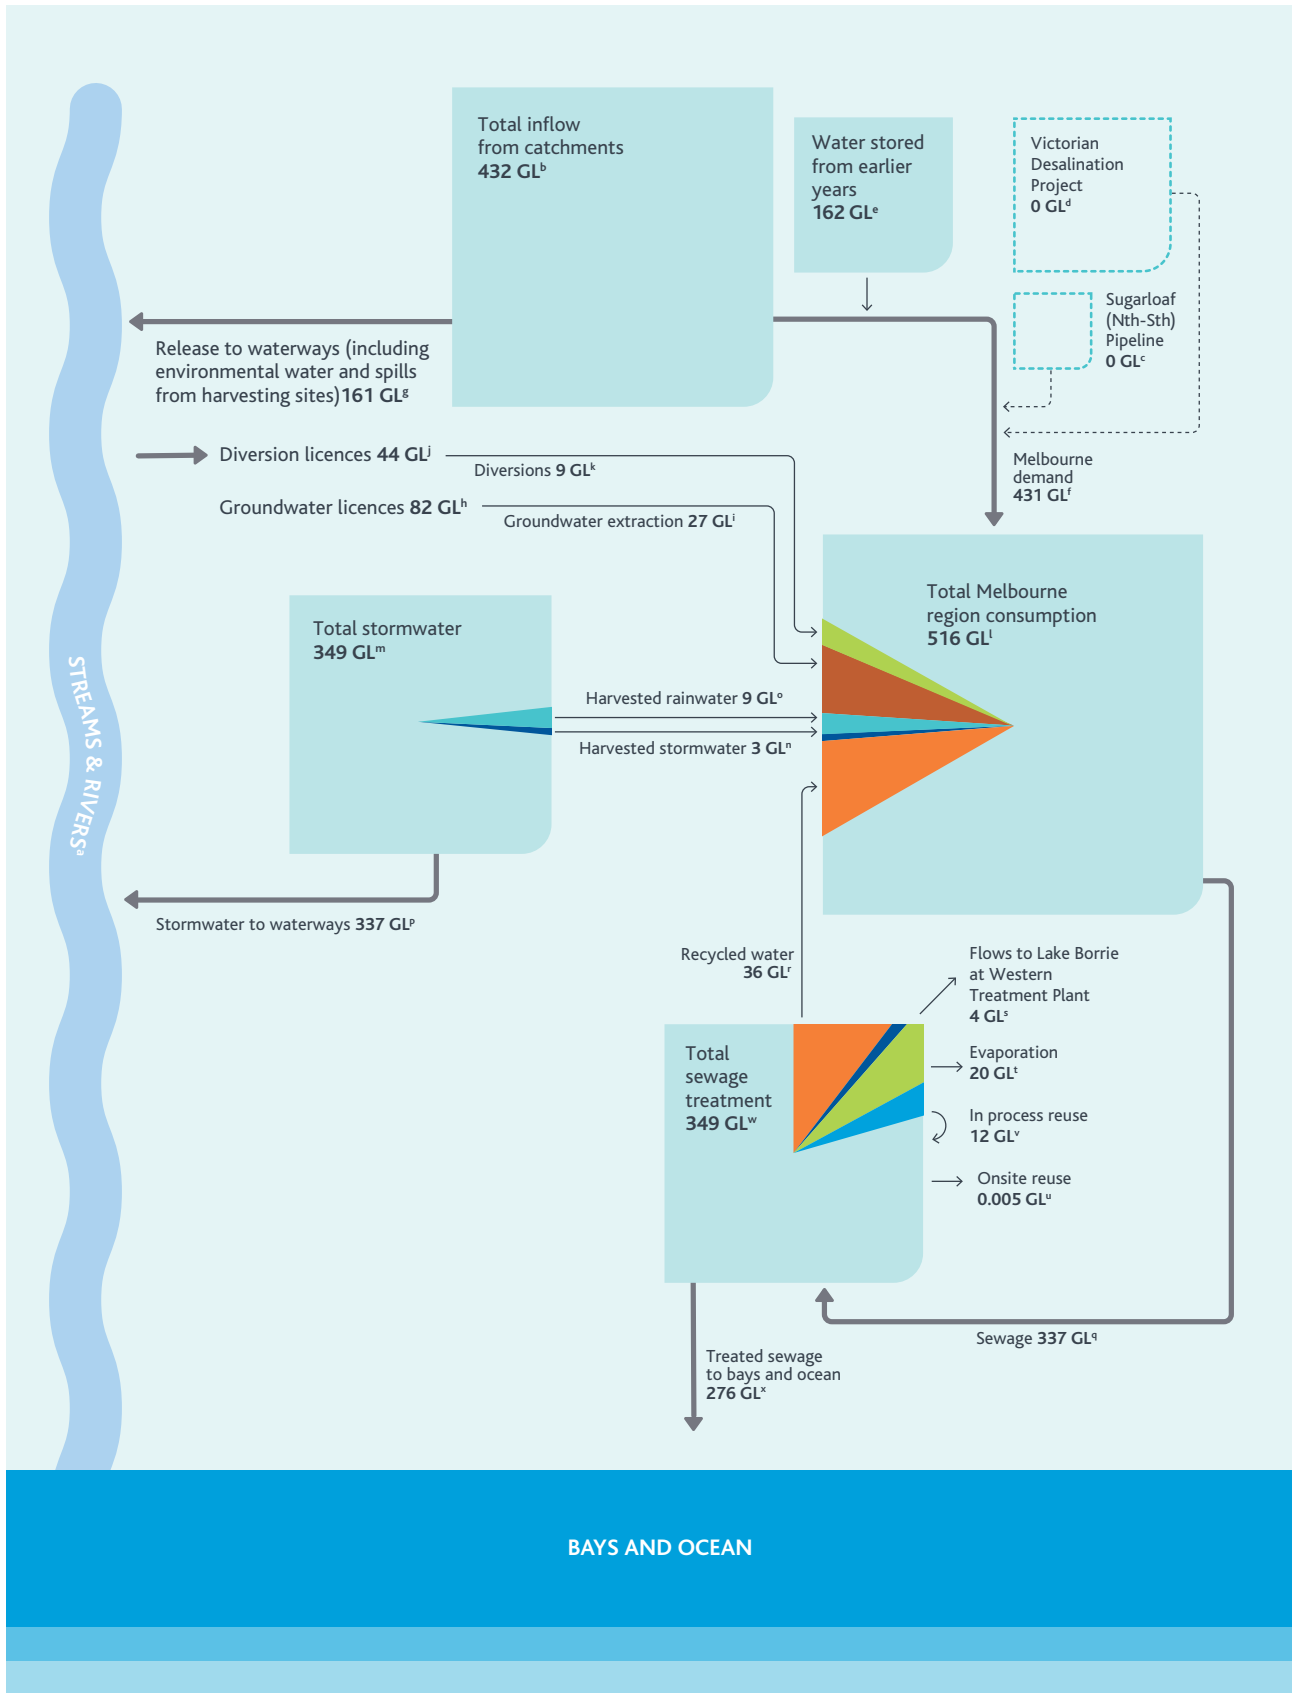 Total inflow
from catchments
432 GLᵇ
Water stored
from earlier
years
162 GLᵉ
Victorian
Desalination
Project
0 GLᵈ
Sugarloaf
(Nth-Sth)
Pipeline
0 GLᶜ
Release to waterways (including
environmental water and spills
from harvesting sites)161 GLᵍ
Diversion licences 44 GLʲ
Diversions 9 GLᵏ
Melbourne
demand
431 GLᶠ
Groundwater licences 82 GLʰ
Groundwater extraction 27 GLⁱ
Total Melbourne
region consumption
516 GLˡ
Total stormwater
349 GLᵐ
Harvested rainwater 9 GLᵒ
Harvested stormwater 3 GLⁿ
STREAMS & RIVERSᵃ
Stormwater to waterways 337 GLᵖ
Recycled water
36 GLʳ
Flows to Lake Borrie
at Western
Treatment Plant
4 GLˢ
Total
sewage
treatment
349 GLʷ
Evaporation
20 GLᵗ
In process reuse
12 GLᵛ
Onsite reuse
0.005 GLᵘ
Sewage 337 GL𐞥
Treated sewage
to bays and ocean
276 GLˣ
BAYS AND OCEAN